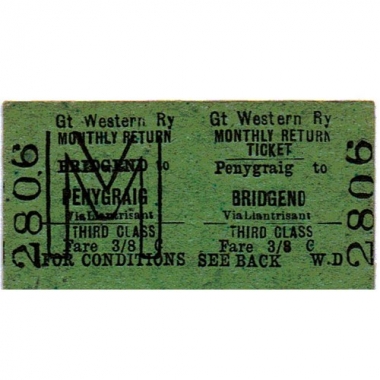 Gt Western Ry
MONTHLY RETURN
BRIDGEND to
PENYGRAIG
Via Llantrisant
THIRD CLASS
Fare 3/8 C
M
2806
Gt Western Ry
MONTHLY RETURN
TICKET
Penygraig to
BRIDGEND
Via Llantrisant
THIRD CLASS
Fare 3/8 C
2806
FOR CONDITIONS SEE BACK W.D